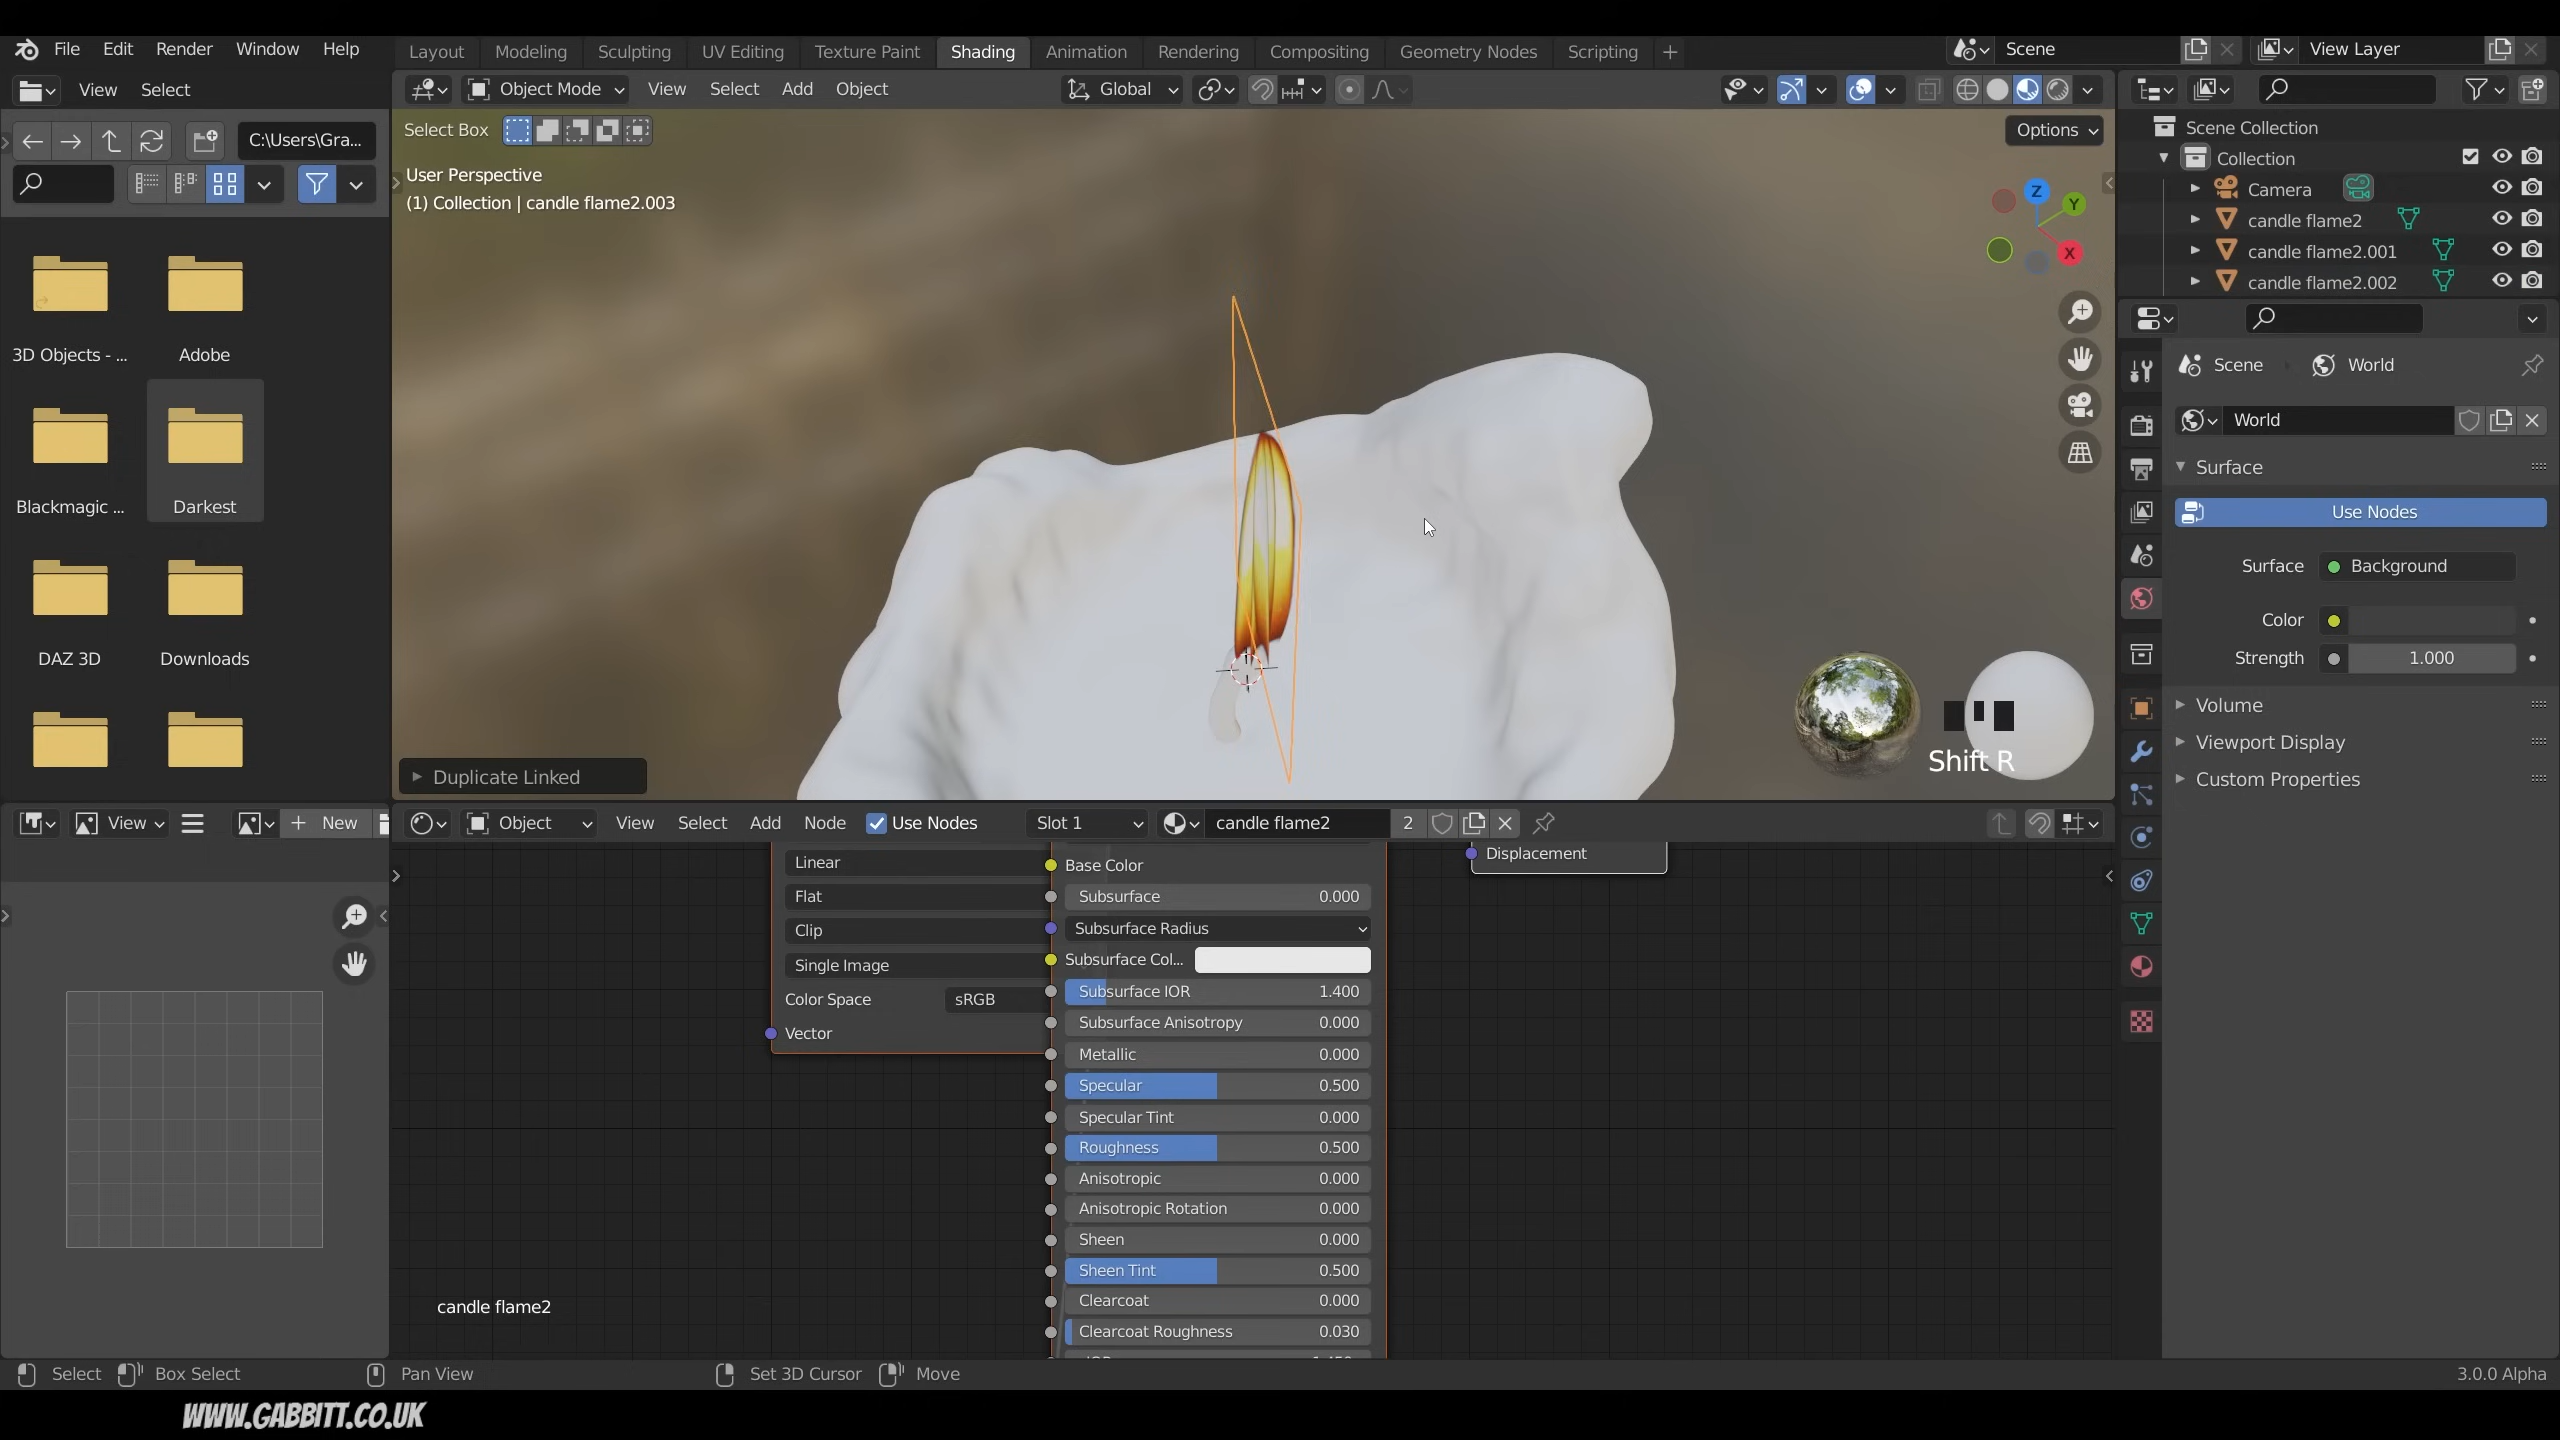 File Edit Render Window Help
Layout Modeling Sculpting UV Editing Texture Paint Shading Animation Rendering Compositing Geometry Nodes Scripting +
Scene
View Layer
View Select
Object Mode View Select Add Object
Global
C:\Users\Gra...
Select Box
Options
User Perspective
(1) Collection | candle flame2.003
Z
Y
X
3D Objects - ...
Adobe
Blackmagic ...
Darkest
DAZ 3D
Downloads
Duplicate Linked
Shift R
Scene Collection
Collection
Camera
candle flame2
candle flame2.001
candle flame2.002
Scene World
World
Surface
Use Nodes
Surface Background
Color
Strength 1.000
Volume
Viewport Display
Custom Properties
View
New
Object View Select Add Node Use Nodes Slot 1 candle flame2 2
Linear
Flat
Clip
Single Image
Color Space sRGB
Vector
Base Color
Subsurface 0.000
Subsurface Radius
Subsurface Col...
Subsurface IOR 1.400
Subsurface Anisotropy 0.000
Metallic 0.000
Specular 0.500
Specular Tint 0.000
Roughness 0.500
Anisotropic 0.000
Anisotropic Rotation 0.000
Sheen 0.000
Sheen Tint 0.500
Clearcoat 0.000
Clearcoat Roughness 0.030
Displacement
candle flame2
Select Box Select Pan View Set 3D Cursor Move 3.0.0 Alpha
WWW.GABBITT.CO.UK